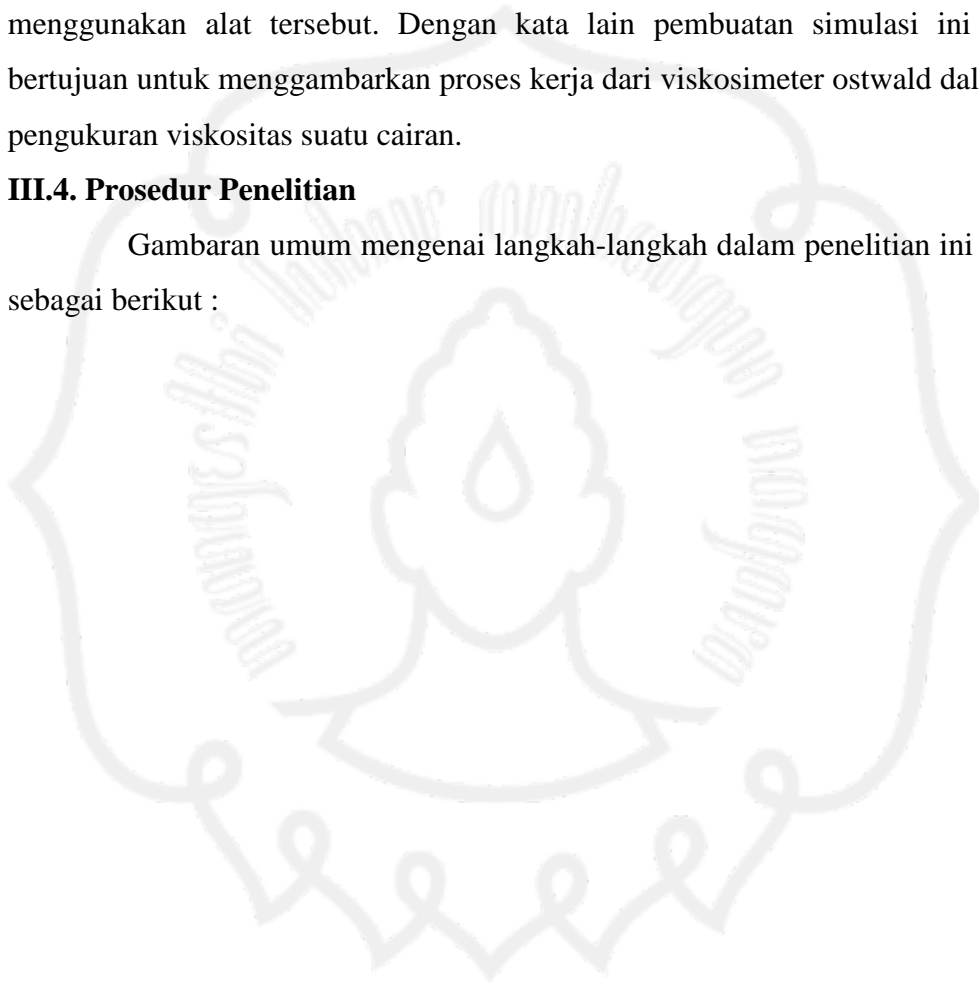 menggunakan alat tersebut. Dengan kata lain pembuatan simulasi ini
bertujuan untuk menggambarkan proses kerja dari viskosimeter ostwald dal
pengukuran viskositas suatu cairan.
III.4. Prosedur Penelitian
Gambaran umum mengenai langkah-langkah dalam penelitian ini
sebagai berikut :